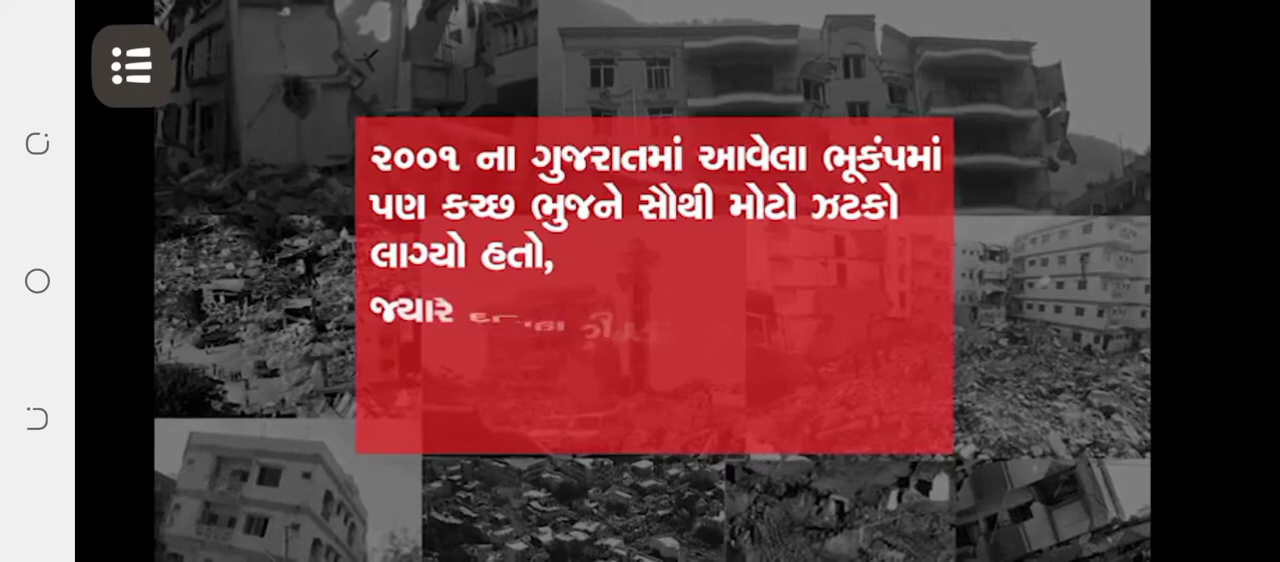 ૨૦૦૧ ના ગુજરાતમાં આવેલા ભૂકંપમાં
પણ કચ્છ ભુજને સૌથી મોટો ઝટકો
લાગ્યો હતો,
જ્યારે